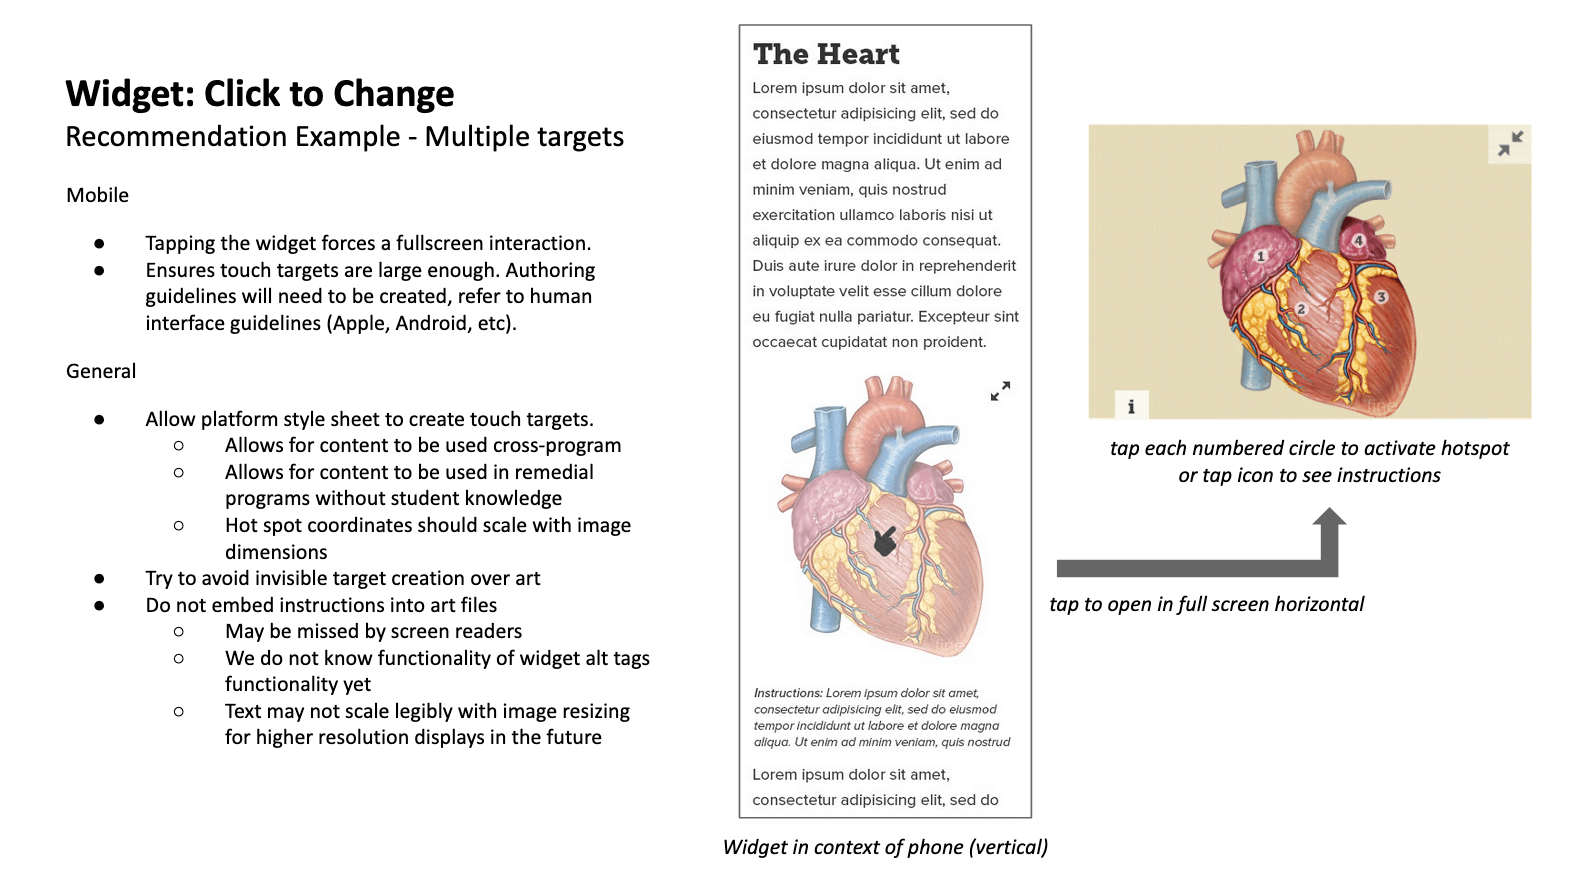 Widget: Click to Change
Recommendation Example - Multiple targets
Mobile
● Tapping the widget forces a fullscreen interaction.
● Ensures touch targets are large enough. Authoring
guidelines will need to be created, refer to human
interface guidelines (Apple, Android, etc).
General
● Allow platform style sheet to create touch targets.
○ Allows for content to be used cross-program
○ Allows for content to be used in remedial
programs without student knowledge
○ Hot spot coordinates should scale with image
dimensions
● Try to avoid invisible target creation over art
● Do not embed instructions into art files
○ May be missed by screen readers
○ We do not know functionality of widget alt tags
functionality yet
○ Text may not scale legibly with image resizing
for higher resolution displays in the future
The Heart
Lorem ipsum dolor sit amet,
consectetur adipisicing elit, sed do
eiusmod tempor incididunt ut labore
et dolore magna aliqua. Ut enim ad
minim veniam, quis nostrud
exercitation ullamco laboris nisi ut
aliquip ex ea commodo consequat.
Duis aute irure dolor in reprehenderit
in voluptate velit esse cillum dolore
eu fugiat nulla pariatur. Excepteur sint
occaecat cupidatat non proident.
fine
Instructions: Lorem ipsum dolor sit amet,
consectetur adipisicing elit, sed do eiusmod
tempor incididunt ut labore et dolore magna
aliqua. Ut enim ad minim veniam, quis nostrud
Lorem ipsum dolor sit amet,
consectetur adipisicing elit, sed do
Widget in context of phone (vertical)
1
4
3
2
fine
i
tap each numbered circle to activate hotspot
or tap icon to see instructions
tap to open in full screen horizontal